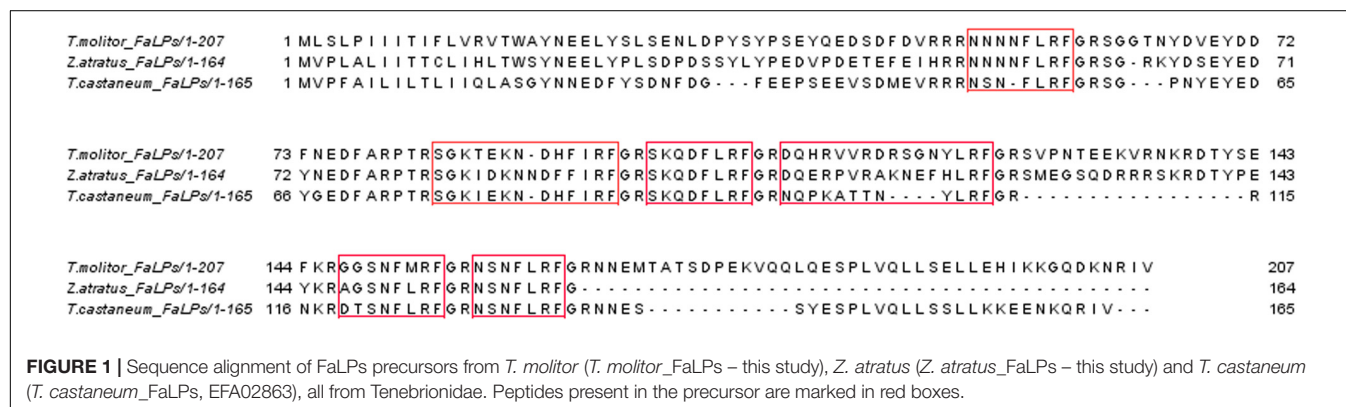 T.molitor_FaLPs/1-207 1 MLSLPIIITIFLVRVTWAYNEELYSLSENLDPYSYPSEYQEDSDFDVRRRNNNNFLRFGRSGGTNYDVEYDD 72
Z.atratus_FaLPs/1-164 1 MVPLALIITTCLIHLTWSYNEELYPLSDPDSSYLYPEDVPDETEFEIHRRNNNNFLRFGRSG-RKYDSEYED 71
T.castaneum_FaLPs/1-165 1 MVPFAILILTLIIQLASGYNNEDFYSDNFDG---FEEPSEEVSDMEVRRRNSN-FLRFGRSG---PNYEYED 65
T.molitor_FaLPs/1-207 73 FNEDFARPTRSGKTEKN-DHFIRFGRSKQDFLRFGRDQHRVVRDRSGNYLRFGRSVPNTEEKVRNKRDTYSE 143
Z.atratus_FaLPs/1-164 72 YNEDFARPTRSGKIDKNNDFFIRFGRSKQDFLRFGRDQERPVRAKNEFHLRFGRSMEGSQDRRRSKRDTYPE 143
T.castaneum_FaLPs/1-165 66 YGEDFARPTRSGKIEKN-DHFIRFGRSKQDFLRFGRNQPKATTN----YLRFGR-----------------R 115
T.molitor_FaLPs/1-207 144 FKRGGSNFMRFGRNSNFLRFGRNNEMTATSDPEKVQQLQESPLVQLLSELLEHIKKGQDKNRIV 207
Z.atratus_FaLPs/1-164 144 YKRAGSNFLRFGRNSNFLRFG------------------------------------------- 164
T.castaneum_FaLPs/1-165 116 NKRDTSNFLRFGRNSNFLRFGRNNES-----------SYESPLVQLLSSLLKKEENKQRIV--- 165
FIGURE 1 | Sequence alignment of FaLPs precursors from T. molitor (T. molitor_FaLPs – this study), Z. atratus (Z. atratus_FaLPs – this study) and T. castaneum
(T. castaneum_FaLPs, EFA02863), all from Tenebrionidae. Peptides present in the precursor are marked in red boxes.